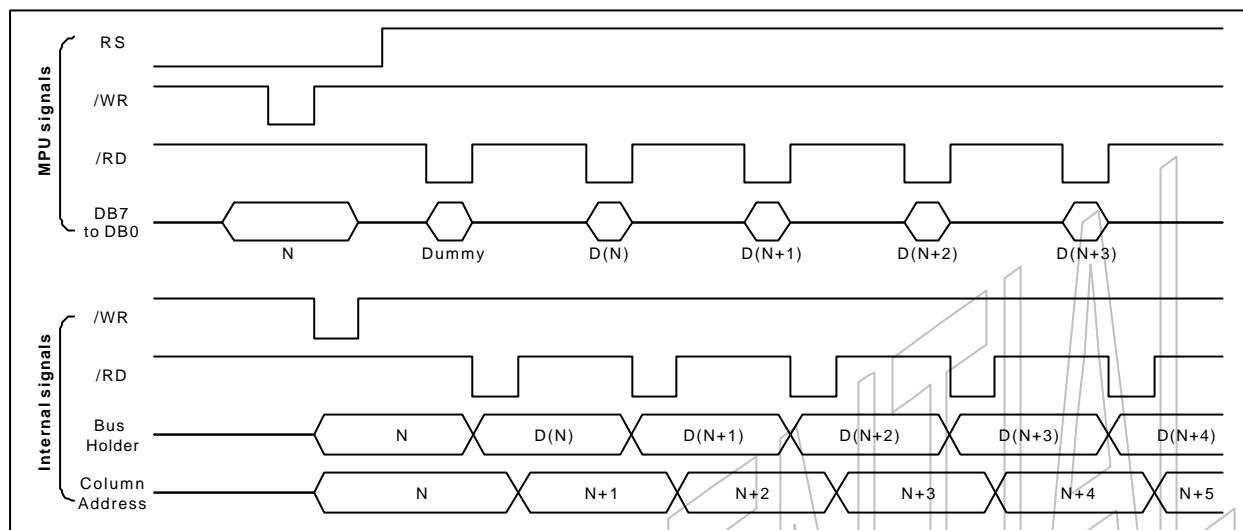 MPU signals
RS
/WR
/RD
DB7
to DB0
N
Dummy
D(N)
D(N+1)
D(N+2)
D(N+3)
Internal signals
/WR
/RD
Bus
Holder
N
D(N)
D(N+1)
D(N+2)
D(N+3)
D(N+4)
Column
Address
N
N+1
N+2
N+3
N+4
N+5